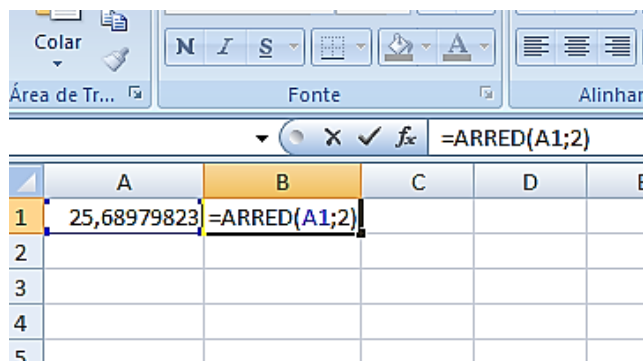 Colar
N I S A
Área de Tr... Fonte Alinhar
fx =ARRED(A1;2)
A B C D E
1 25,68979823 =ARRED(A1;2)
2
3
4
5